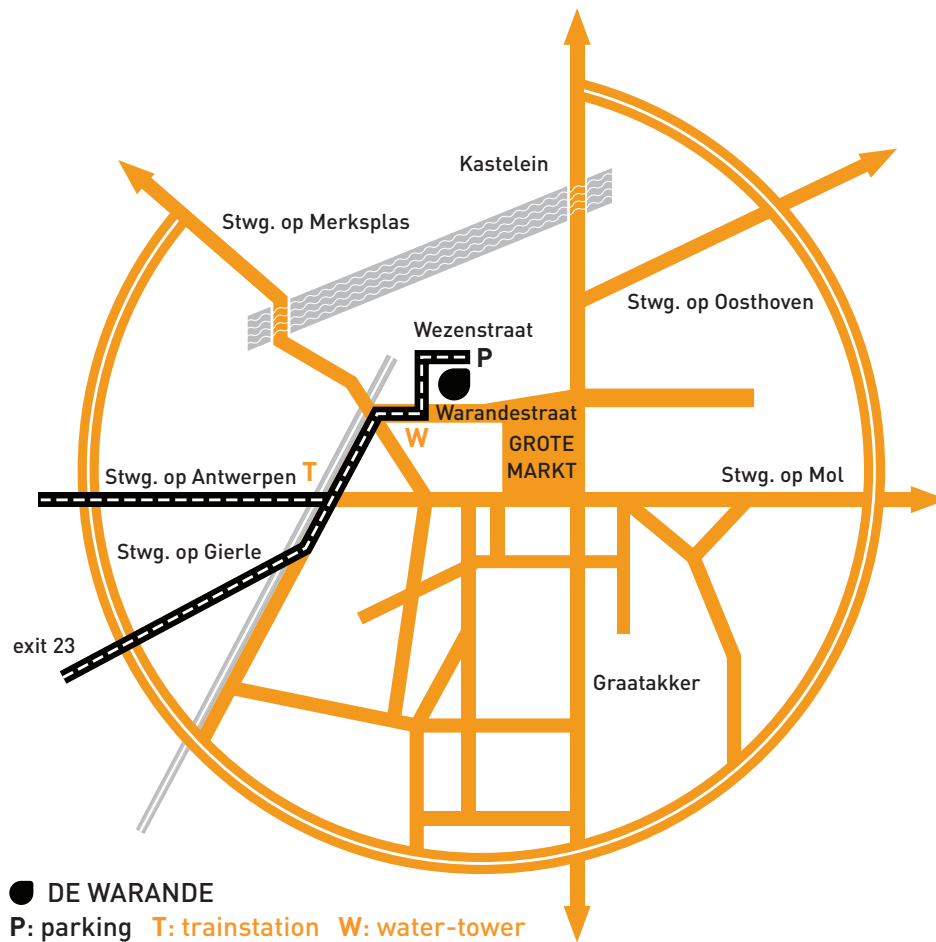 Kastelein
Stwg. op Merksplas
Stwg. op Oosthoven
Wezenstraat
P
Warandestraat
W
GROTE
MARKT
Stwg. op Antwerpen
T
Stwg. op Mol
Stwg. op Gierle
exit 23
Graatakker
DE WARANDE
P: parking T: trainstation W: water-tower